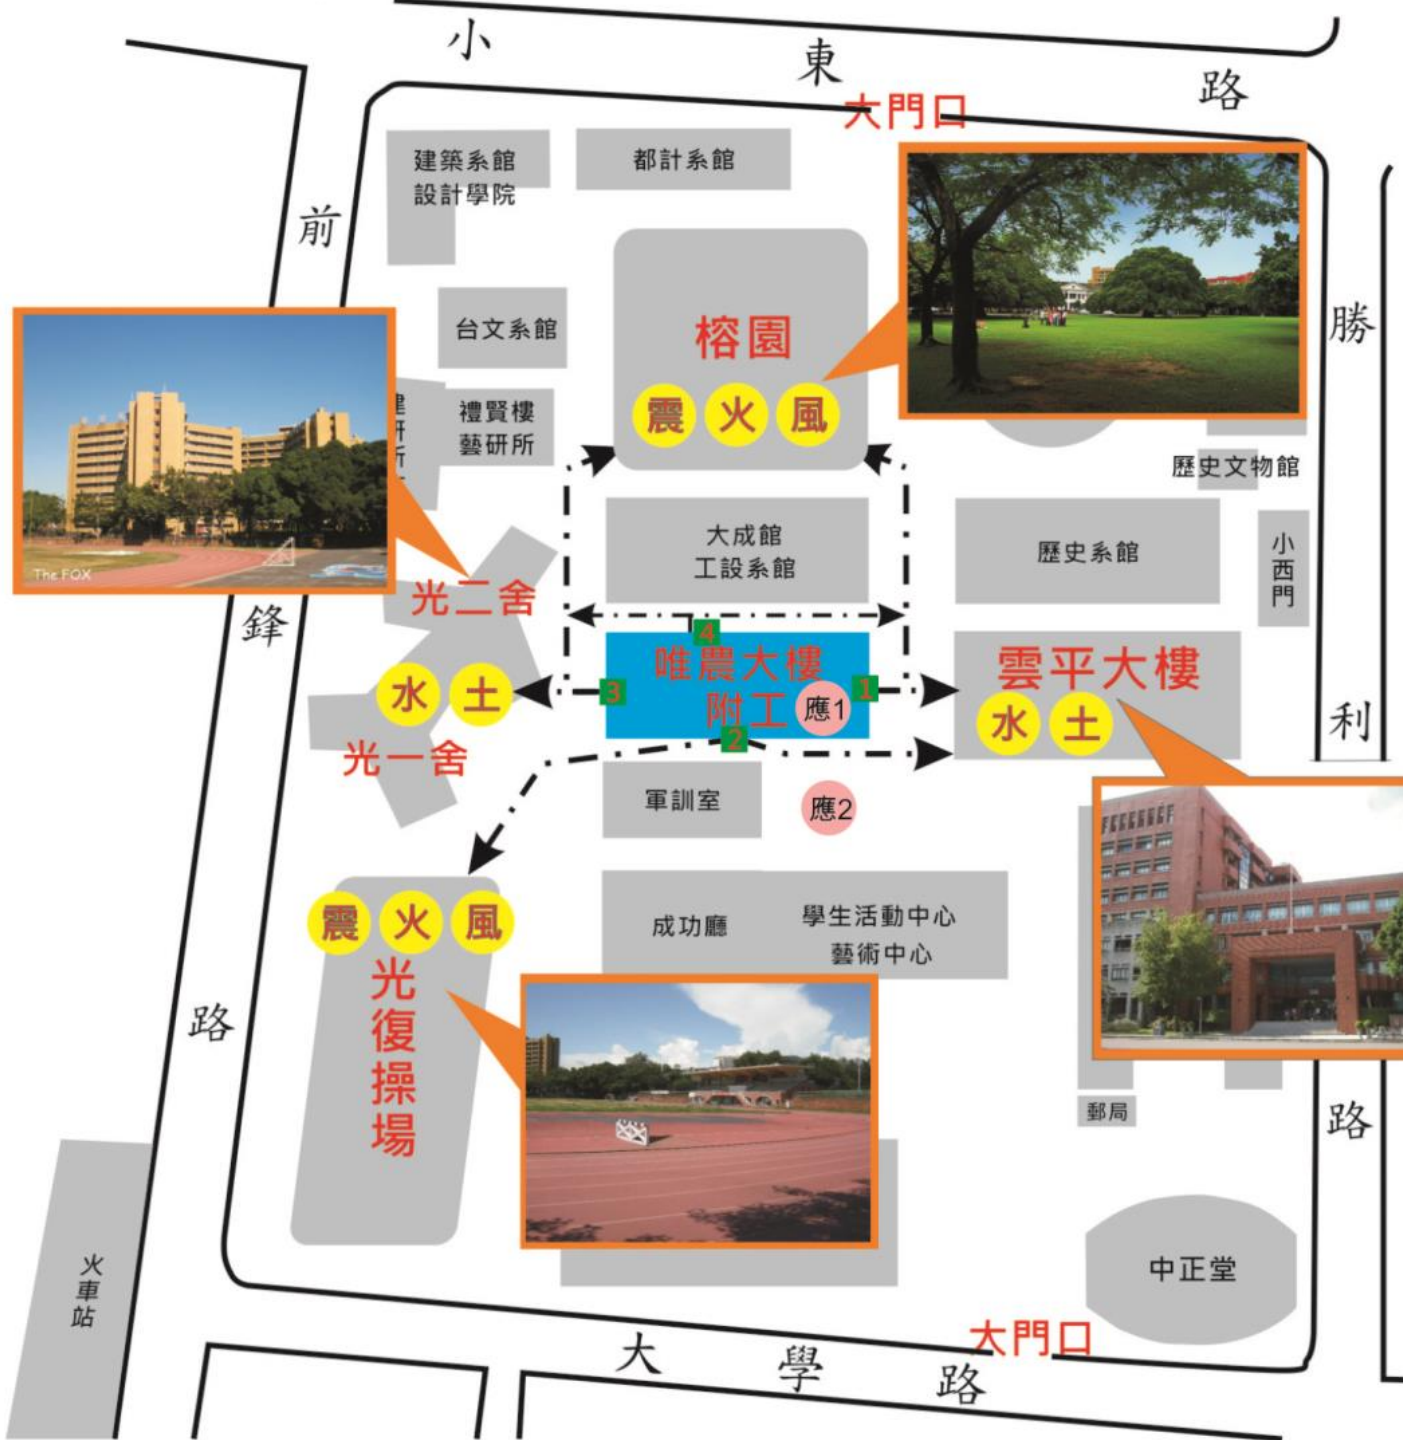 小東路
大門口
建築系館
設計學院
都計系館
前鋒路
榕園
震 火 風
台文系館
禮賢樓
藝研所
勝利路
歷史文物館
The FOX
大成館
工設系館
歷史系館
小西門
光二舍
4
唯農大樓
附工
應1
3
1
2
雲平大樓
水 土
水 土
光一舍
軍訓室
應2
震 火 風
光復操場
成功廳
學生活動中心
藝術中心
郵局
火車站
中正堂
大門口
大學路